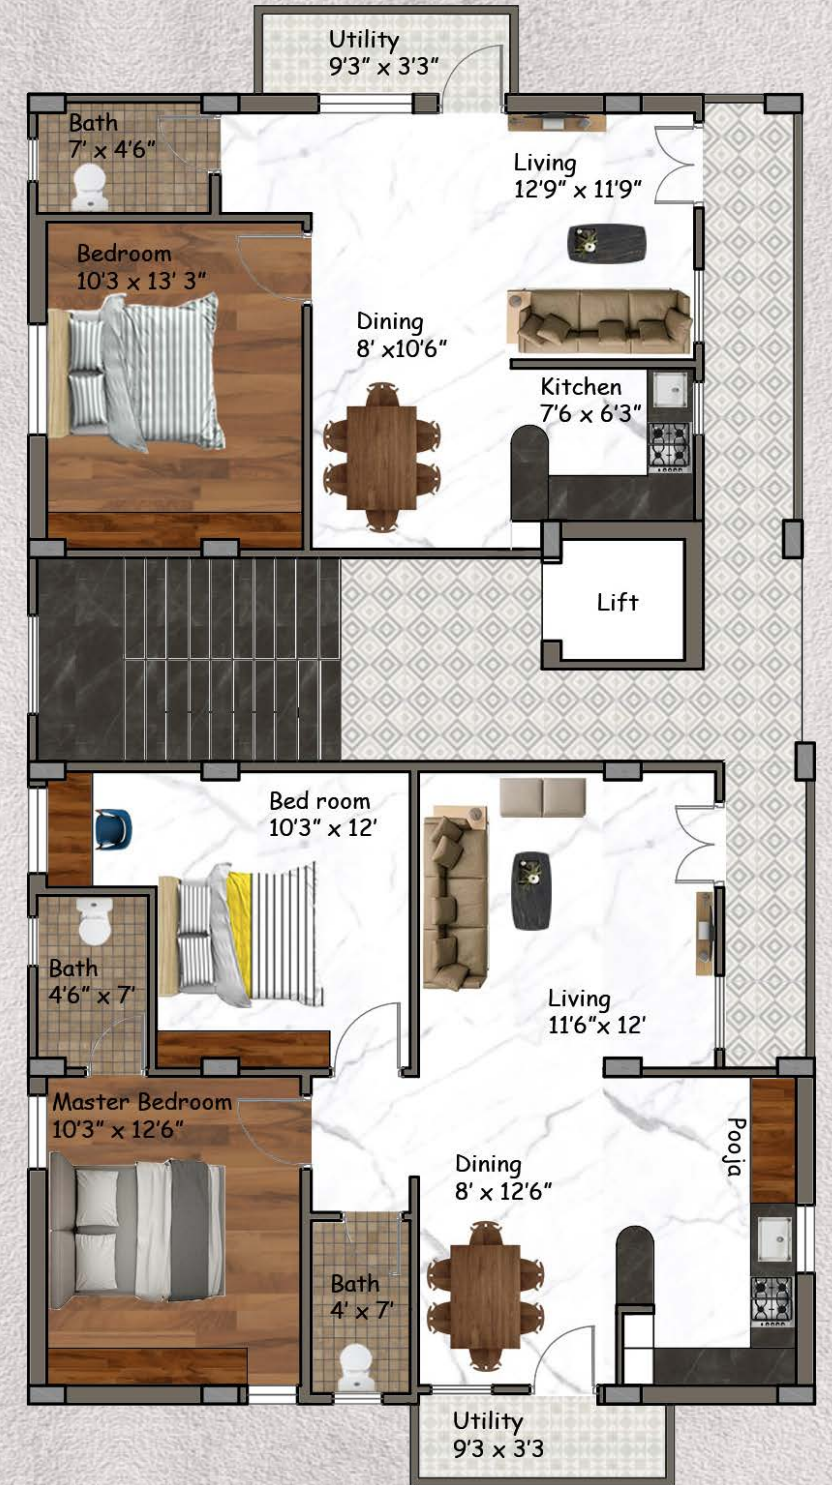 Utility
9'3" x 3'3"
Bath
7' x 4'6"
Living
12'9" x 11'9"
Bedroom
10'3 x 13' 3"
Dining
8' x10'6"
Kitchen
7'6 x 6'3"
Lift
Bed room
10'3" x 12'
Bath
4'6" x 7'
Living
11'6"x 12'
Master Bedroom
10'3" x 12'6"
Pooja
Dining
8' x 12'6"
Bath
4' x 7'
Utility
9'3 x 3'3